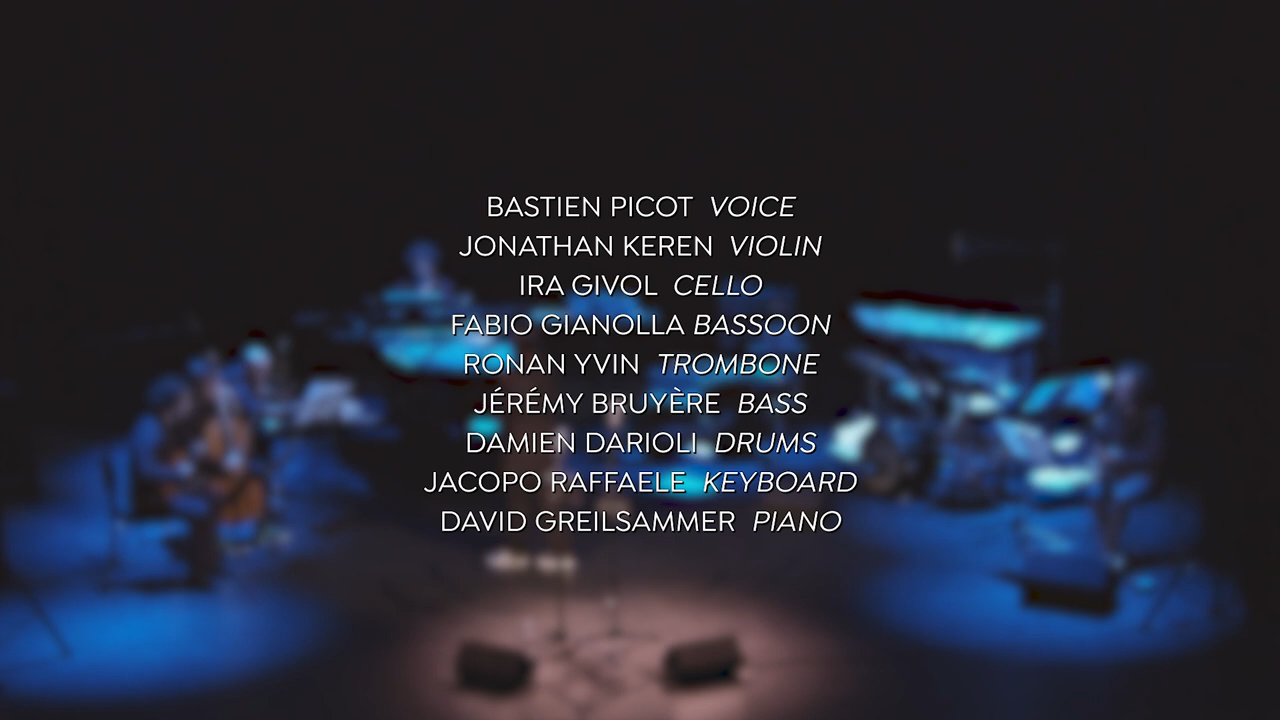 BASTIEN PICOT VOICE
JONATHAN KEREN VIOLIN
IRA GIVOL CELLO
FABIO GIANOLLA BASSOON
RONAN YVIN TROMBONE
JÉRÉMY BRUYÈRE BASS
DAMIEN DARIOLI DRUMS
JACOPO RAFFAELE KEYBOARD
DAVID GREILSAMMER PIANO